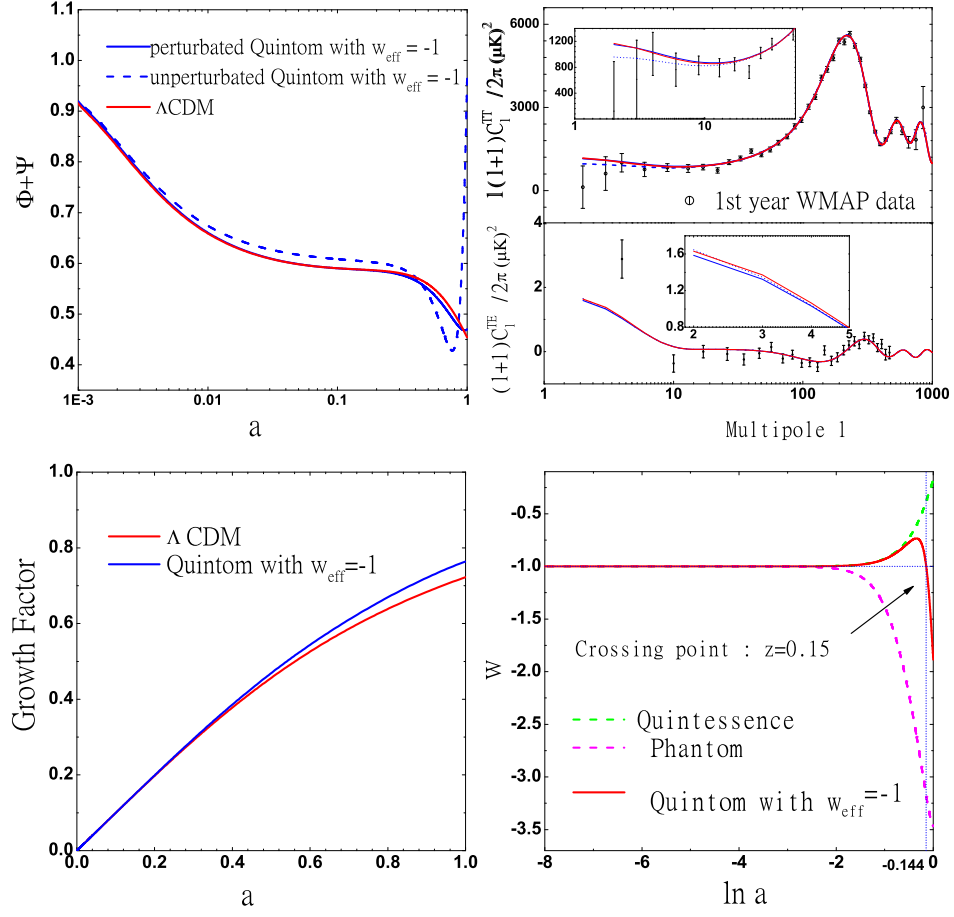 1.1
1.0
0.9
0.8
0.7
0.6
0.5
0.4
Φ+Ψ
perturbated Quintom with w_eff = -1
unperturbated Quintom with w_eff = -1
ΛCDM
1E-3 0.01 0.1 1
a
6000
3000
0
l(l+1)C_l^TT /2π(μK)²
1200
800
400
1 10
1st year WMAP data
4
2
0
(l+1)C_l^TE /2π(μK)²
1.6
1.4
1.2
1.0
0.8
2 3 4 5
1 10 100 1000
Multipole l
1.0
0.8
0.6
0.4
0.2
0.0
Growth Factor
Λ CDM
Quintom with w_eff=-1
0.0 0.2 0.4 0.6 0.8 1.0
a
-0.5
-1.0
-1.5
-2.0
-2.5
-3.0
-3.5
W
Crossing point : z=0.15
Quintessence
Phantom
Quintom with w_eff=-1
-8 -6 -4 -2 -0.144 0
ln a